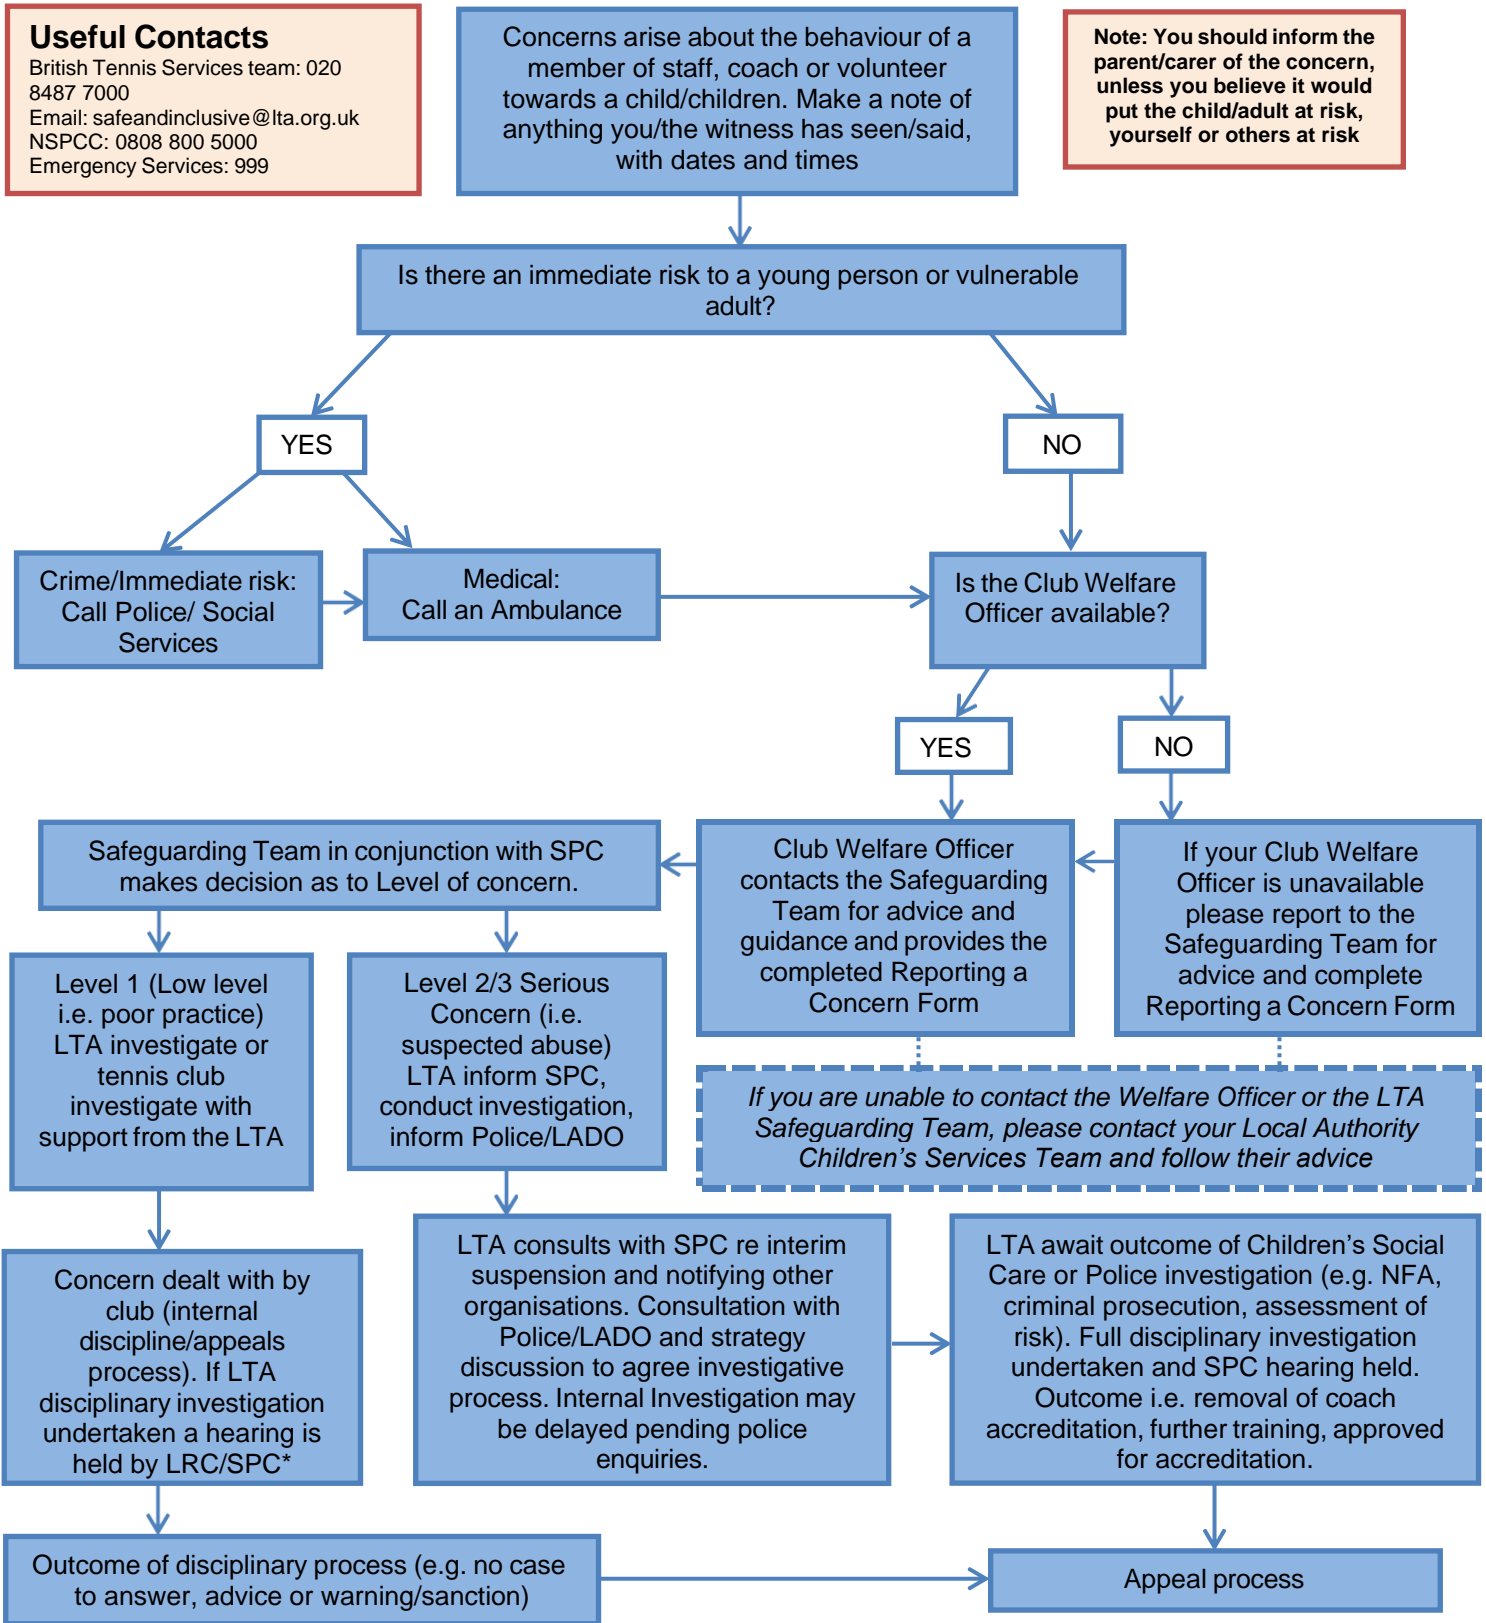 Useful Contacts
British Tennis Services team: 020
8487 7000
Email: safeandinclusive@lta.org.uk
NSPCC: 0808 800 5000
Emergency Services: 999
Concerns arise about the behaviour of a
member of staff, coach or volunteer
towards a child/children. Make a note of
anything you/the witness has seen/said,
with dates and times
Note: You should inform the
parent/carer of the concern,
unless you believe it would
put the child/adult at risk,
yourself or others at risk
Is there an immediate risk to a young person or vulnerable
adult?
YES
NO
Crime/Immediate risk:
Call Police/ Social
Services
Medical:
Call an Ambulance
Is the Club Welfare
Officer available?
YES
NO
Safeguarding Team in conjunction with SPC
makes decision as to Level of concern.
Club Welfare Officer
contacts the Safeguarding
Team for advice and
guidance and provides the
completed Reporting a
Concern Form
If your Club Welfare
Officer is unavailable
please report to the
Safeguarding Team for
advice and complete
Reporting a Concern Form
Level 1 (Low level
i.e. poor practice)
LTA investigate or
tennis club
investigate with
support from the LTA
Level 2/3 Serious
Concern (i.e.
suspected abuse)
LTA inform SPC,
conduct investigation,
inform Police/LADO
If you are unable to contact the Welfare Officer or the LTA
Safeguarding Team, please contact your Local Authority
Children's Services Team and follow their advice
Concern dealt with by
club (internal
discipline/appeals
process). If LTA
disciplinary investigation
undertaken a hearing is
held by LRC/SPC*
LTA consults with SPC re interim
suspension and notifying other
organisations. Consultation with
Police/LADO and strategy
discussion to agree investigative
process. Internal Investigation may
be delayed pending police
enquiries.
LTA await outcome of Children's Social
Care or Police investigation (e.g. NFA,
criminal prosecution, assessment of
risk). Full disciplinary investigation
undertaken and SPC hearing held.
Outcome i.e. removal of coach
accreditation, further training, approved
for accreditation.
Outcome of disciplinary process (e.g. no case
to answer, advice or warning/sanction)
Appeal process